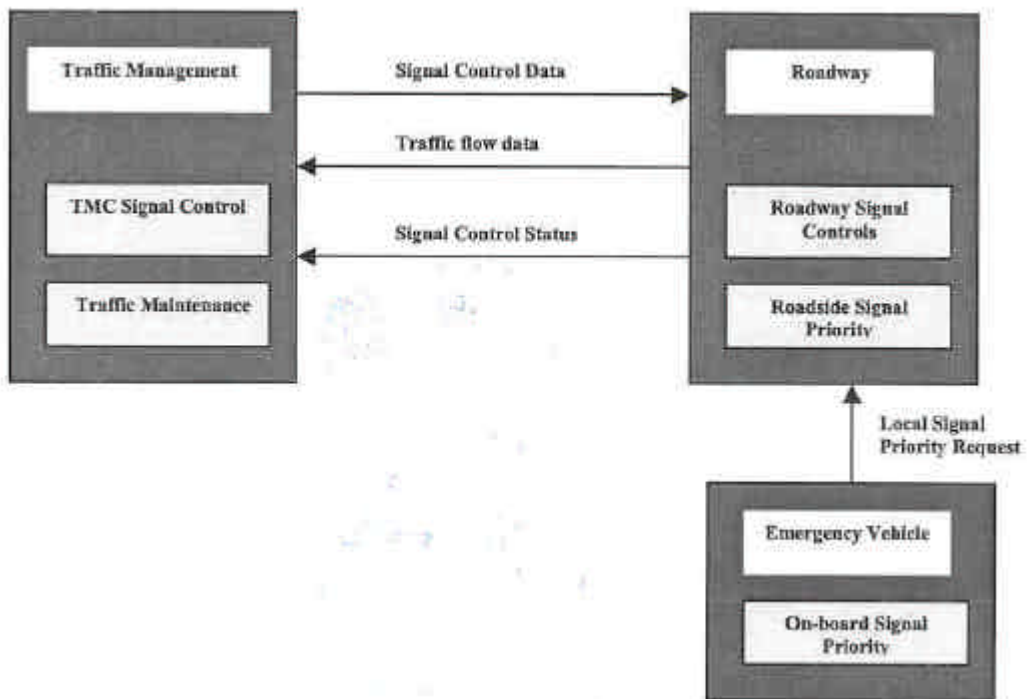 Traffic Management
Signal Control Data
Roadway
Traffic flow data
TMC Signal Control
Roadway Signal
Controls
Signal Control Status
Traffic Maintenance
Roadside Signal
Priority
Local Signal
Priority Request
Emergency Vehicle
On-board Signal
Priority